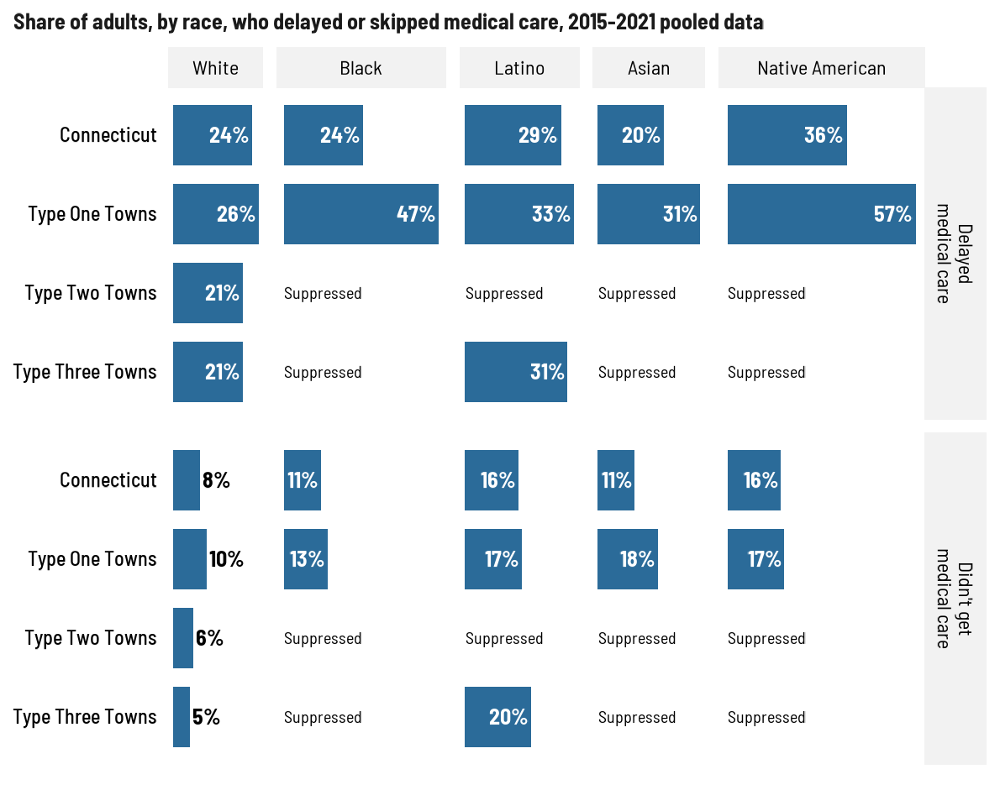 Share of adults, by race, who delayed or skipped medical care, 2015-2021 pooled data
White Black Latino Asian Native American
Connecticut 24% 24% 29% 20% 36%
Type One Towns 26% 47% 33% 31% 57%
Type Two Towns 21% Suppressed Suppressed Suppressed Suppressed
Type Three Towns 21% Suppressed 31% Suppressed Suppressed
Delayed
medical care
Connecticut 8% 11% 16% 11% 16%
Type One Towns 10% 13% 17% 18% 17%
Type Two Towns 6% Suppressed Suppressed Suppressed Suppressed
Type Three Towns 5% Suppressed 20% Suppressed Suppressed
Didn't get
medical care